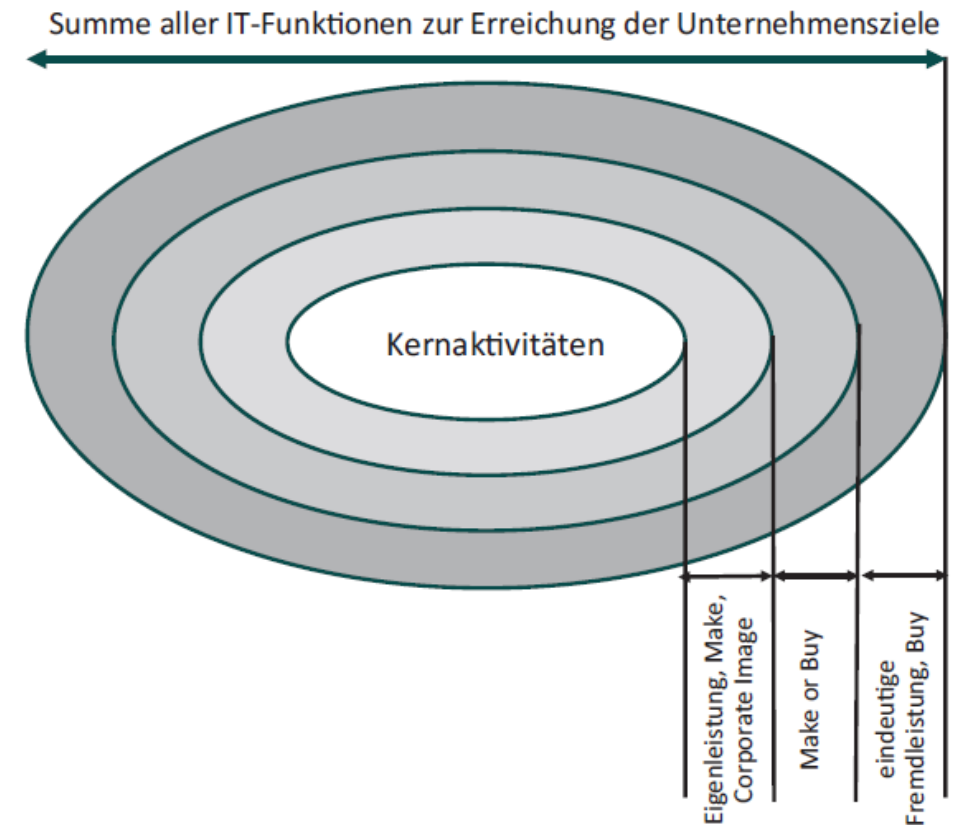 Summe aller IT-Funktionen zur Erreichung der Unternehmensziele
Kernaktivitäten
Eigenleistung, Make,
Corporate Image
Make or Buy
eindeutige
Fremdleistung, Buy